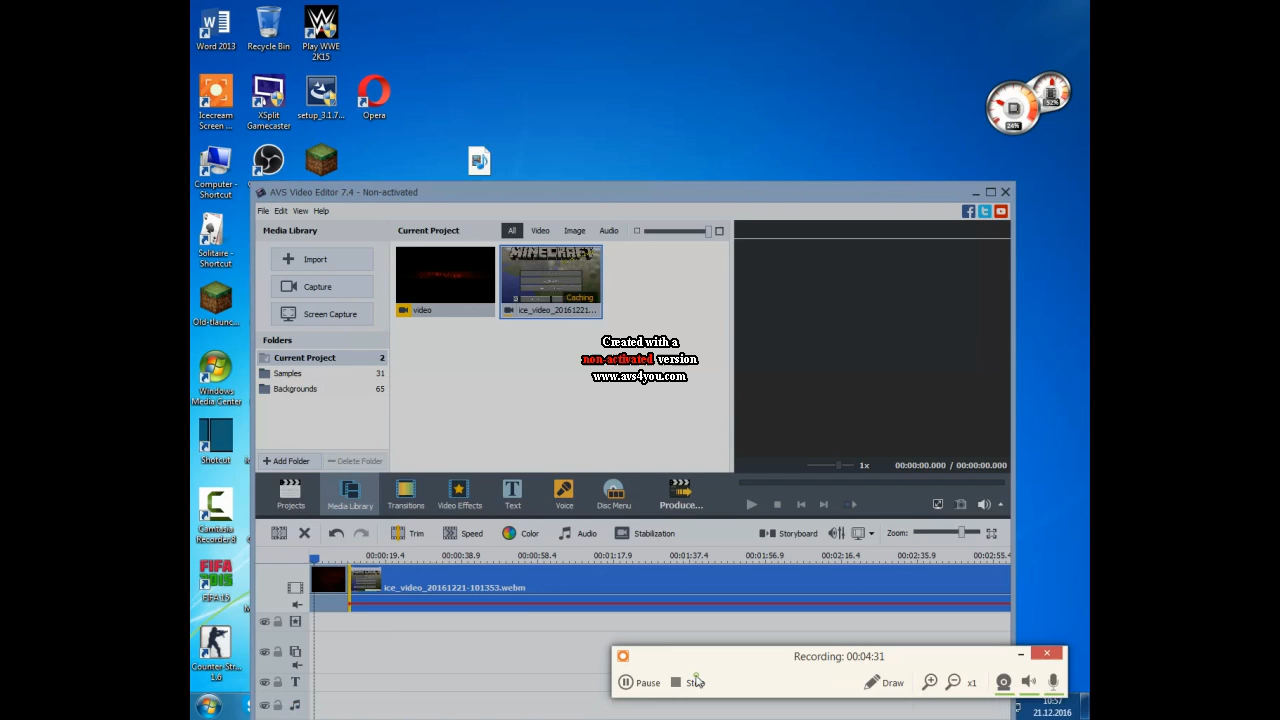 Word 2013
Recycle Bin
Play WWE 2K15
Icecream Screen ...
XSplit Gamecaster
setup_3.1.7...
Opera
24%
52%
Computer - Shortcut
Solitaire - Shortcut
Old-tlaunc...
Windows Media Center
Shotcut
Camtasia Recorder 8
FIFA 15
Counter-Str... 1.6
AVS Video Editor 7.4 - Non-activated
File Edit View Help
Media Library
Current Project
All Video Image Audio
Import
Capture
Screen Capture
MINECRAFT
Caching
video
ice_video_20161221...
Folders
Current Project 2
Samples 31
Backgrounds 65
Created with a
non-activated version
www.avs4you.com
Add Folder
Delete Folder
1x
00:00:00.000 / 00:00:00.000
Projects
Media Library
Transitions
Video Effects
Text
Voice
Disc Menu
Produce...
Trim
Speed
Color
Audio
Stabilization
Storyboard
Zoom:
00:00:19.4 00:00:38.9 00:00:58.4 00:01:17.9 00:01:37.4 00:01:56.9 00:02:16.4 00:02:35.9 00:02:55.4
ice_video_20161221-101353.webm
T
Recording: 00:04:31
Pause
Stop
Draw
x1
10:57
21.12.2016